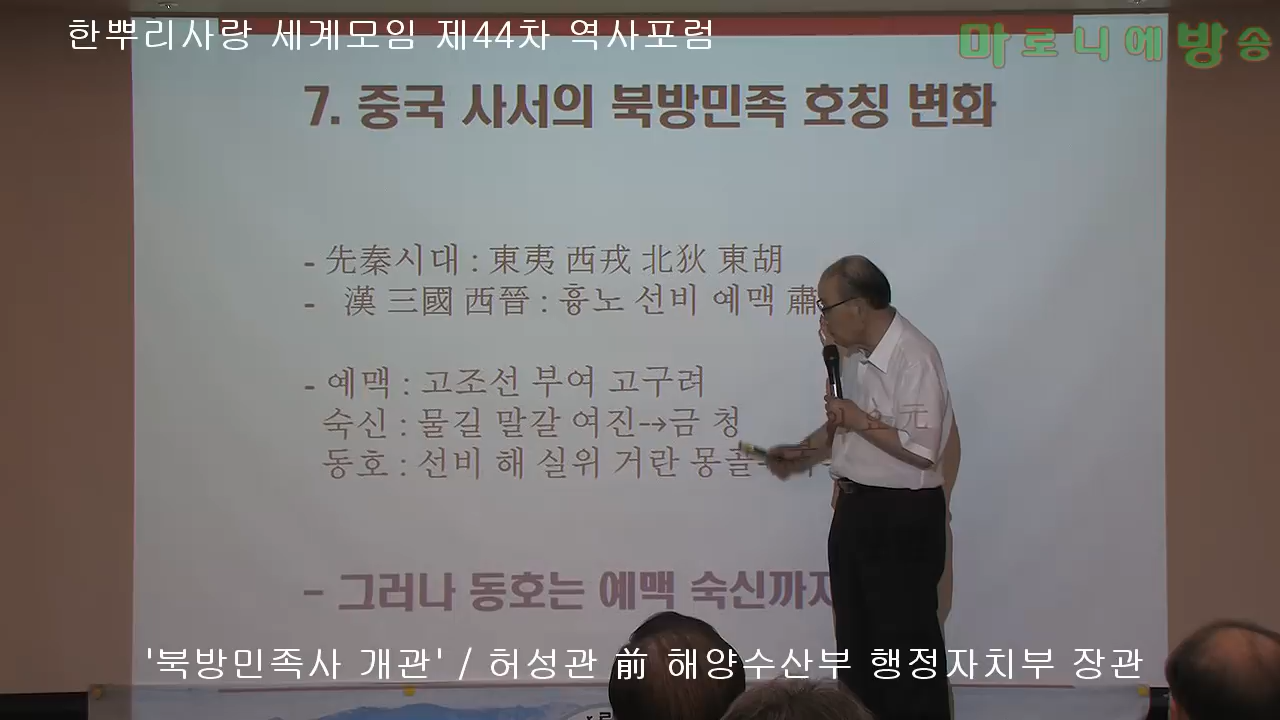 한뿌리사랑 세계모임 제44차 역사포럼
마로니에방송
7. 중국 사서의 북방민족 호칭 변화
- 先秦시대 : 東夷 西戎 北狄 東胡
- 漢 三國 西晉 : 흉노 선비 예맥 肅
- 예맥 : 고조선 부여 고구려
숙신 : 물길 말갈 여진→금 청
동호 : 선비 해 실위 거란 몽골
元
- 그러나 동호는 예맥 숙신까지
'북방민족사 개관' / 허성관 前 해양수산부 행정자치부 장관